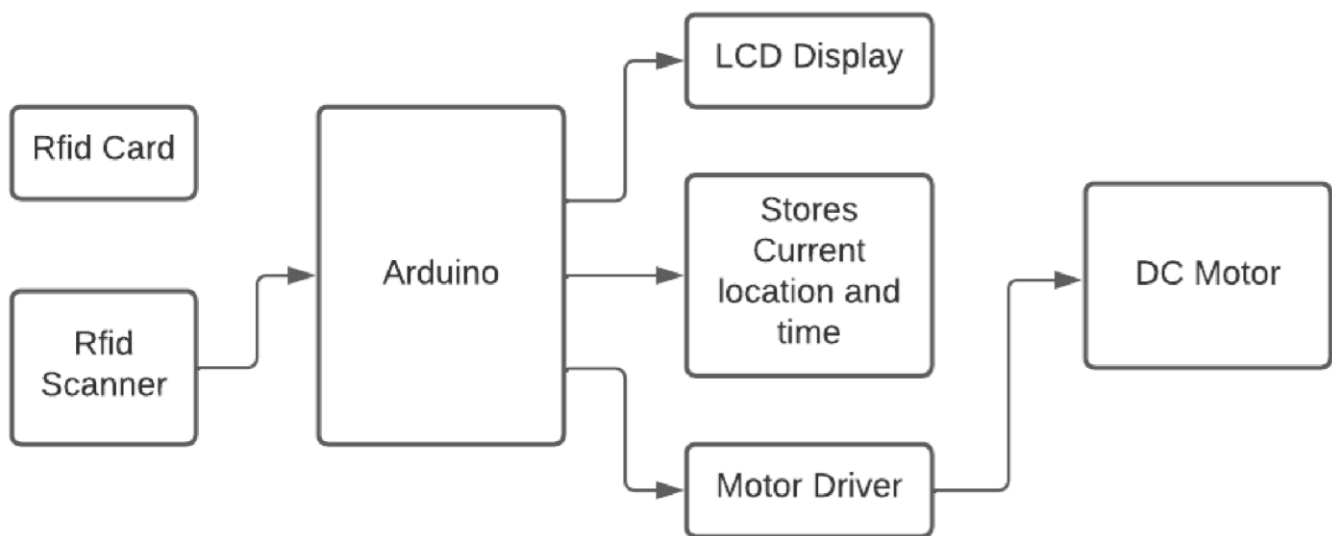 LCD Display
Rfid Card
Arduino
Stores
Current
location and
time
DC Motor
Rfid
Scanner
Motor Driver